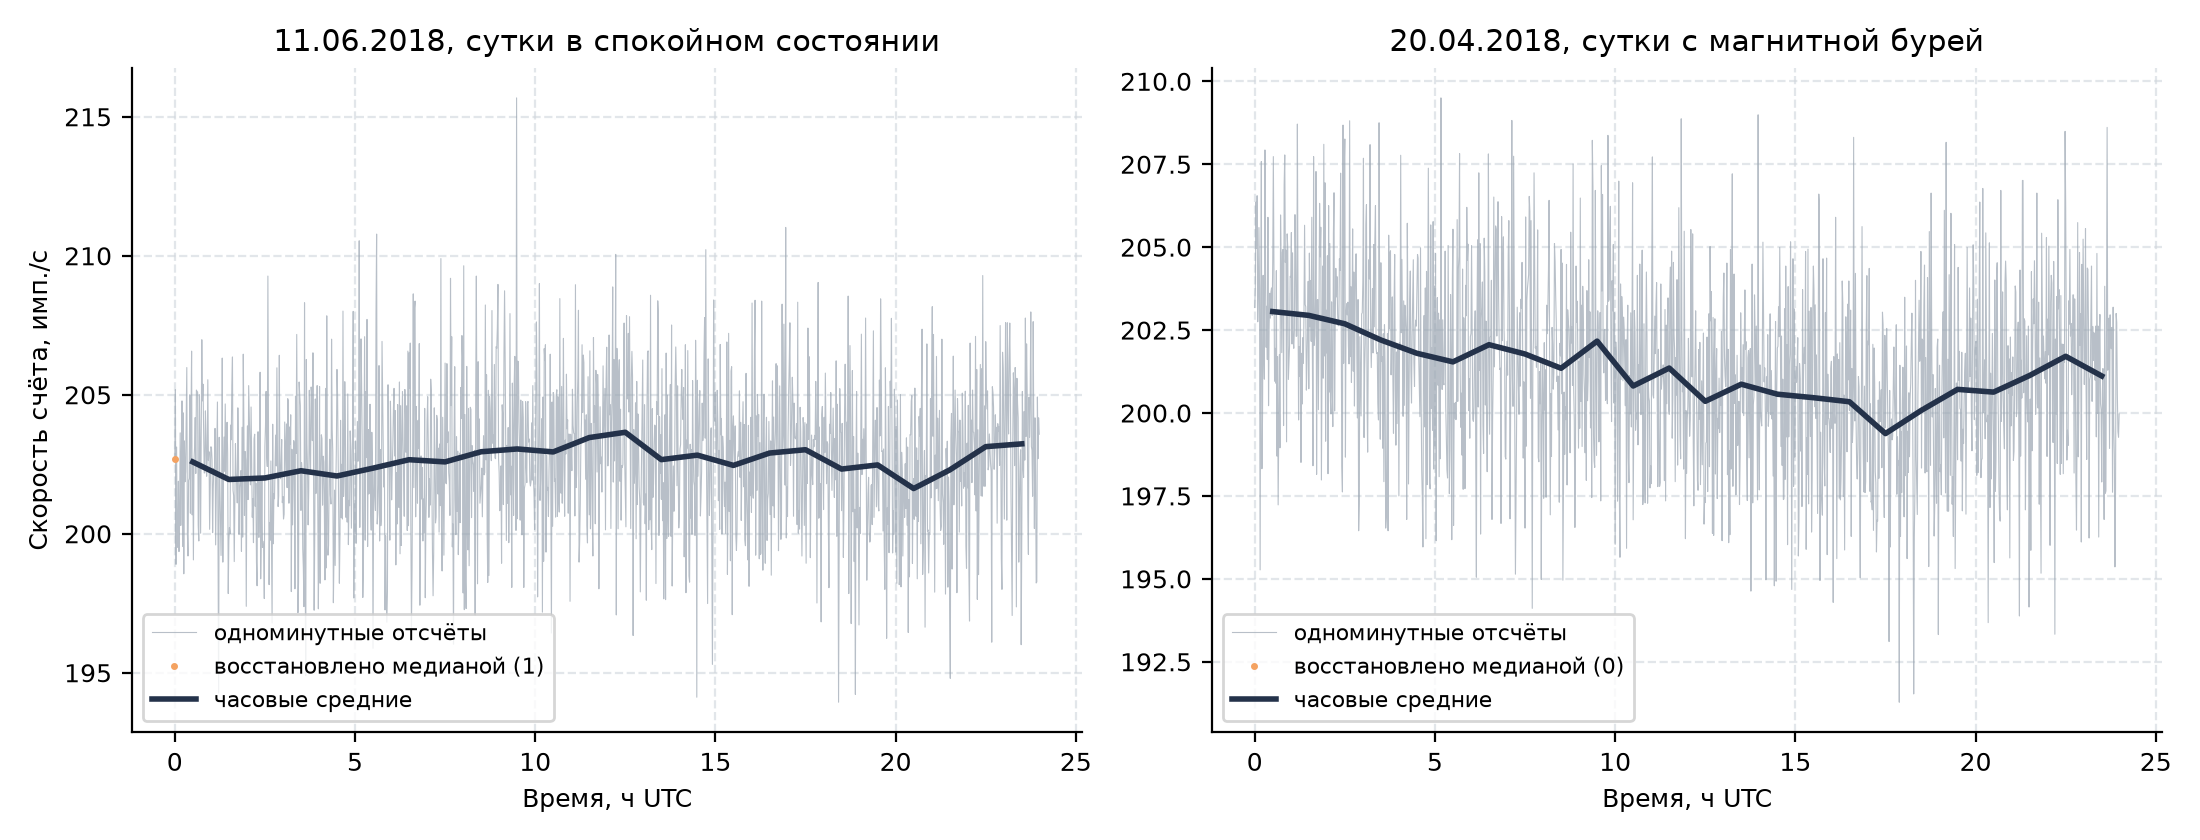 11.06.2018, сутки в спокойном состоянии
Скорость счёта, имп./с
215
210
205
200
195
одноминутные отсчёты
восстановлено медианой (1)
часовые средние
0 5 10 15 20 25
Время, ч UTC
20.04.2018, сутки с магнитной бурей
210.0
207.5
205.0
202.5
200.0
197.5
195.0
192.5
одноминутные отсчёты
восстановлено медианой (0)
часовые средние
0 5 10 15 20 25
Время, ч UTC